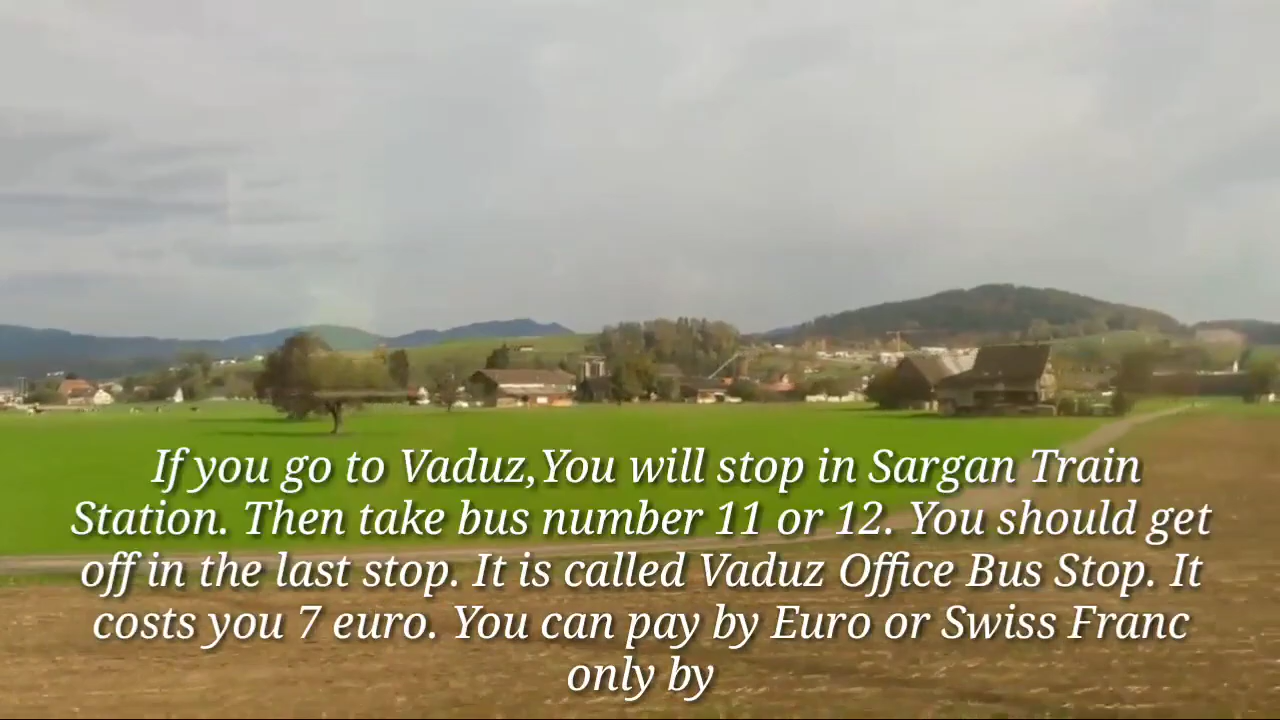 If you go to Vaduz,You will stop in Sargan Train
Station. Then take bus number 11 or 12. You should get
off in the last stop. It is called Vaduz Office Bus Stop. It
costs you 7 euro. You can pay by Euro or Swiss Franc
only by